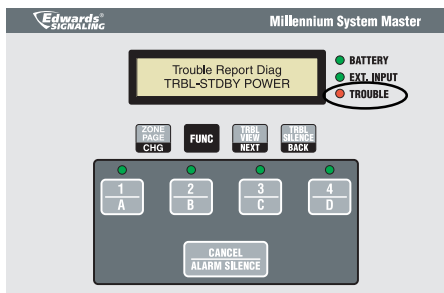 Edwards®
SIGNALING
Millennium System Master
Trouble Report Diag
TRBL-STDBY POWER
BATTERY
EXT. INPUT
TROUBLE
ZONE
PAGE
CHG
FUNC
TRBL
VIEW
NEXT
TRBL
SILENCE
BACK
1
A
2
B
3
C
4
D
CANCEL
ALARM SILENCE